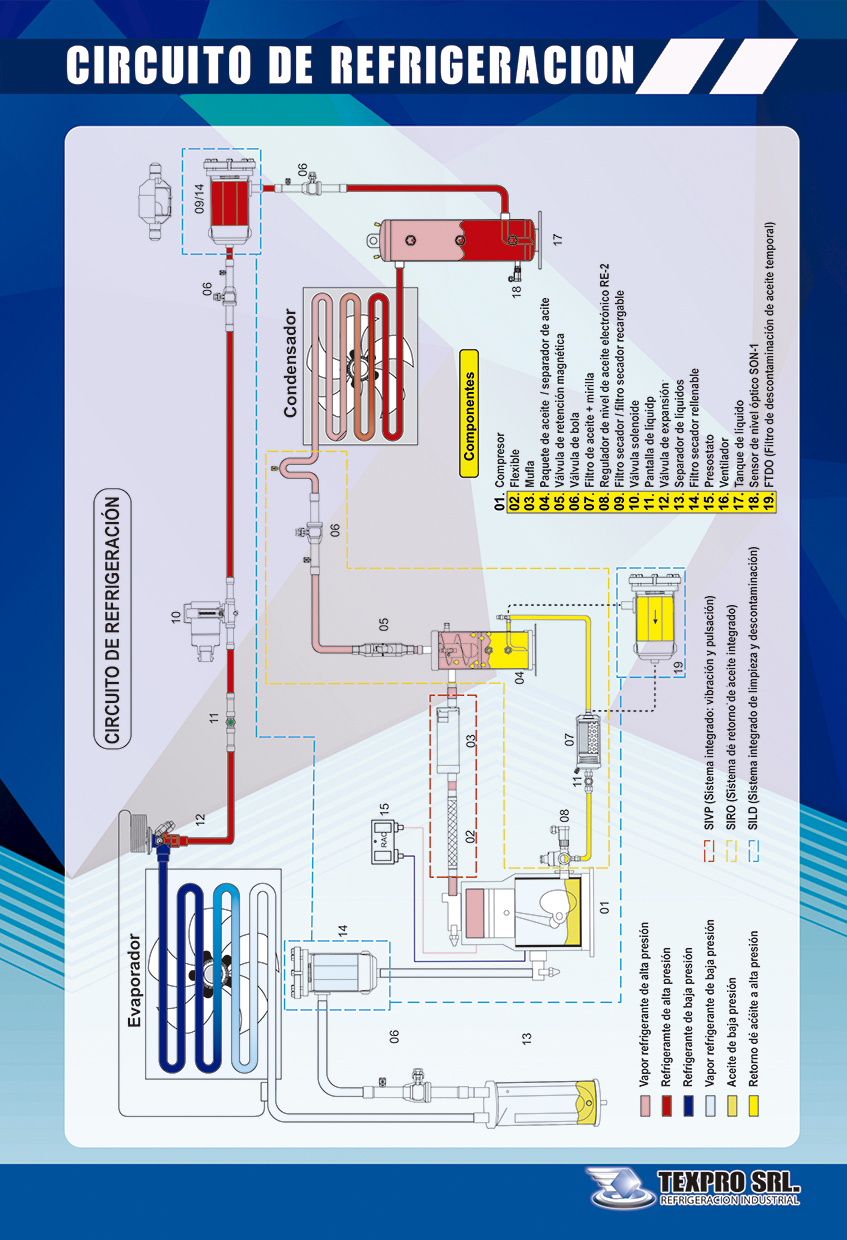 CIRCUITO DE REFRIGERACION
CIRCUITO DE REFRIGERACIÓN
Evaporador
12
11
10
06
09/14
06
Condensador
17
18
06
05
04
03
02
15
RAC
14
06
13
01
08
11
07
19
Componentes
01. Compresor
02. Flexible
03. Mufla
04. Paquete de aceite / separador de acite
05. Válvula de retención magnética
06. Válvula de bola
07. Filtro de aceite + mirilla
08. Regulador de nivel de aceite electrónico RE-2
09. Filtro secador / filtro secador recargable
10. Válvula solenoide
11. Pantalla de liquidp
12. Válvula de expansión
13. Separador de liquidos
14. Filtro secador rellenable
15. Presostato
16. Ventilador
17. Tanque de liquido
18. Sensor de nivel óptico SON-1
19. FTDO (Filtro de descontaminación de aceite temporal)
Vapor refrigerante de alta presión
Refrigeramte de alta presión
Refrigerante de baja presión
Vapor refrigerante de baja presión
Aceite de baja presión
Retorno dé acéite a alta presión
SIVP (Sistema integrado: vibración y pulsación)
SIRO (Sistema de retorno de aceite integrado)
SILD (Sistema integrado de limpieza y descontaminación)
TEXPRO SRL.
REFRIGERACION INDUSTRIAL